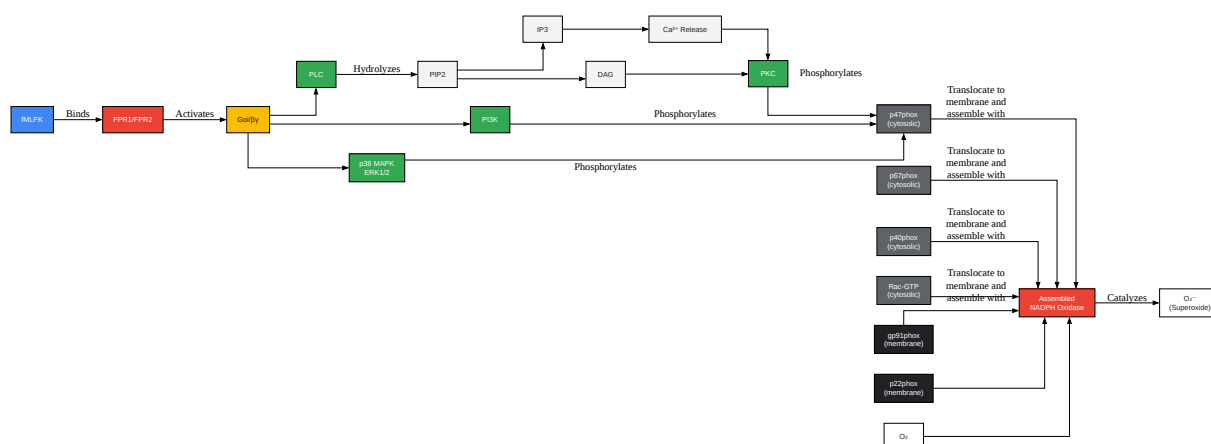 IP3
Ca²⁺ Release
PLC
Hydrolyzes
PIP2
DAG
PKC
Phosphorylates
fMLFK
Binds
FPR1/FPR2
Activates
Gαi/βγ
PI3K
Phosphorylates
p47phox
(cytosolic)
Translocate to
membrane and
assemble with
p38 MAPK
ERK1/2
Phosphorylates
p67phox
(cytosolic)
Translocate to
membrane and
assemble with
p40phox
(cytosolic)
Translocate to
membrane and
assemble with
Rac-GTP
(cytosolic)
Translocate to
membrane and
assemble with
Assembled
NADPH Oxidase
Catalyzes
O₂⁻
(Superoxide)
gp91phox
(membrane)
p22phox
(membrane)
O₂